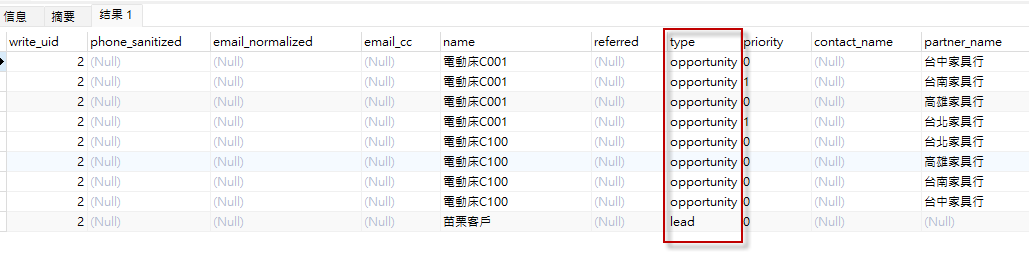 信息 摘要 結果 1
write_uid phone_sanitized email_normalized email_cc name referred type priority contact_name partner_name
2 (Null) (Null) (Null) 電動床C001 (Null) opportunity 0 (Null) 台中家具行
2 (Null) (Null) (Null) 電動床C001 (Null) opportunity 1 (Null) 台南家具行
2 (Null) (Null) (Null) 電動床C001 (Null) opportunity 0 (Null) 高雄家具行
2 (Null) (Null) (Null) 電動床C001 (Null) opportunity 1 (Null) 台北家具行
2 (Null) (Null) (Null) 電動床C100 (Null) opportunity 0 (Null) 台北家具行
2 (Null) (Null) (Null) 電動床C100 (Null) opportunity 0 (Null) 高雄家具行
2 (Null) (Null) (Null) 電動床C100 (Null) opportunity 0 (Null) 台南家具行
2 (Null) (Null) (Null) 電動床C100 (Null) opportunity 0 (Null) 台中家具行
2 (Null) (Null) (Null) 苗栗客戶 (Null) lead 0 (Null) (Null)